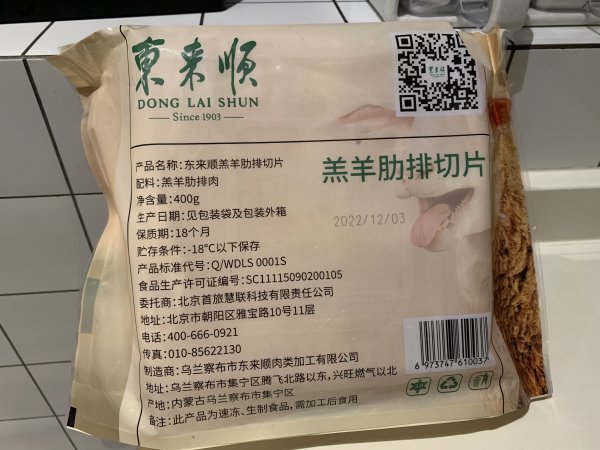 東来順
DONG LAI SHUN
Since 1903
東来順
产品名称:东来顺羔羊肋排切片
配料:羔羊肋排肉
净含量:400g
生产日期:见包装袋及包装外箱
保质期:18个月
贮存条件:-18℃以下保存
产品标准代号:Q/WDLS 0001S
食品生产许可证编号:SC11115090200105
委托商:北京首旅慧联科技有限责任公司
地址:北京市朝阳区雅宝路10号11层
电话:400-666-0921
传真:010-85622130
制造商:乌兰察布市东来顺肉类加工有限公司
地址:乌兰察布市集宁区腾飞北路以东,兴旺燃气以北
产地:内蒙古乌兰察布市集宁区
备注:此产品为速冻、生制食品,需加工后食用
羔羊肋排切片
2022/12/03
6 973747 610037